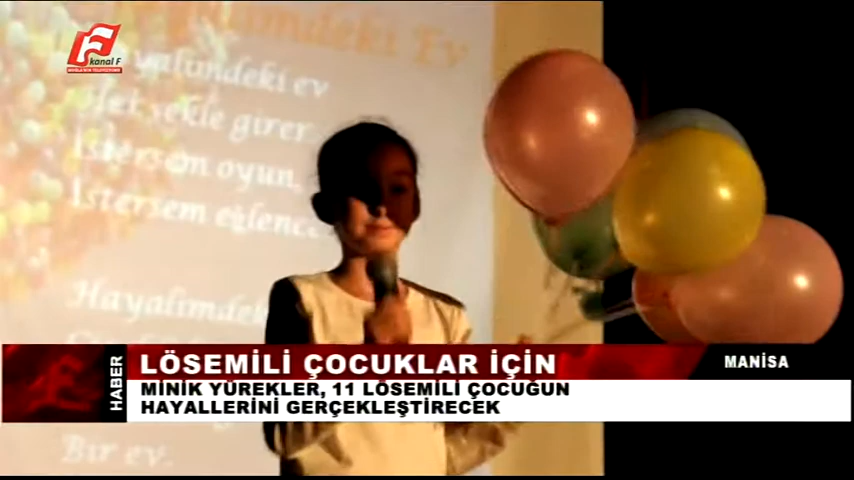 kanal F
Hayalimdeki Ev
Hayalimdeki ev
sekle girer
İstersem oyun,
İstersem eğlence
Hayalimdeki
LÖSEMİLİ ÇOCUKLAR İÇİN
MANİSA
HABER
MİNİK YÜREKLER, 11 LÖSEMİLİ ÇOCUĞUN
HAYALLERİNİ GERÇEKLEŞTİRECEK
Bir ev.